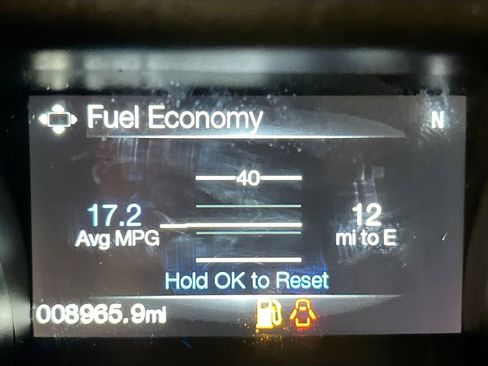 Fuel Economy N
40
17.2 12
Avg MPG mi to E
Hold OK to Reset
008965.9mi